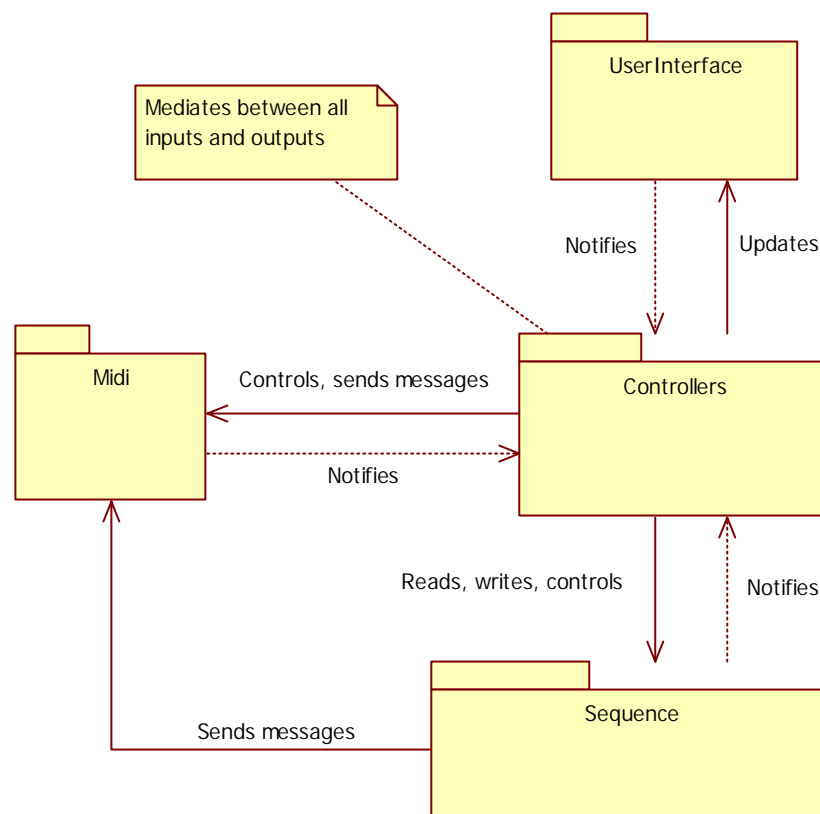 UserInterface
Mediates between all
inputs and outputs
Notifies
Updates
Midi
Controls, sends messages
Controllers
Notifies
Reads, writes, controls
Notifies
Sequence
Sends messages